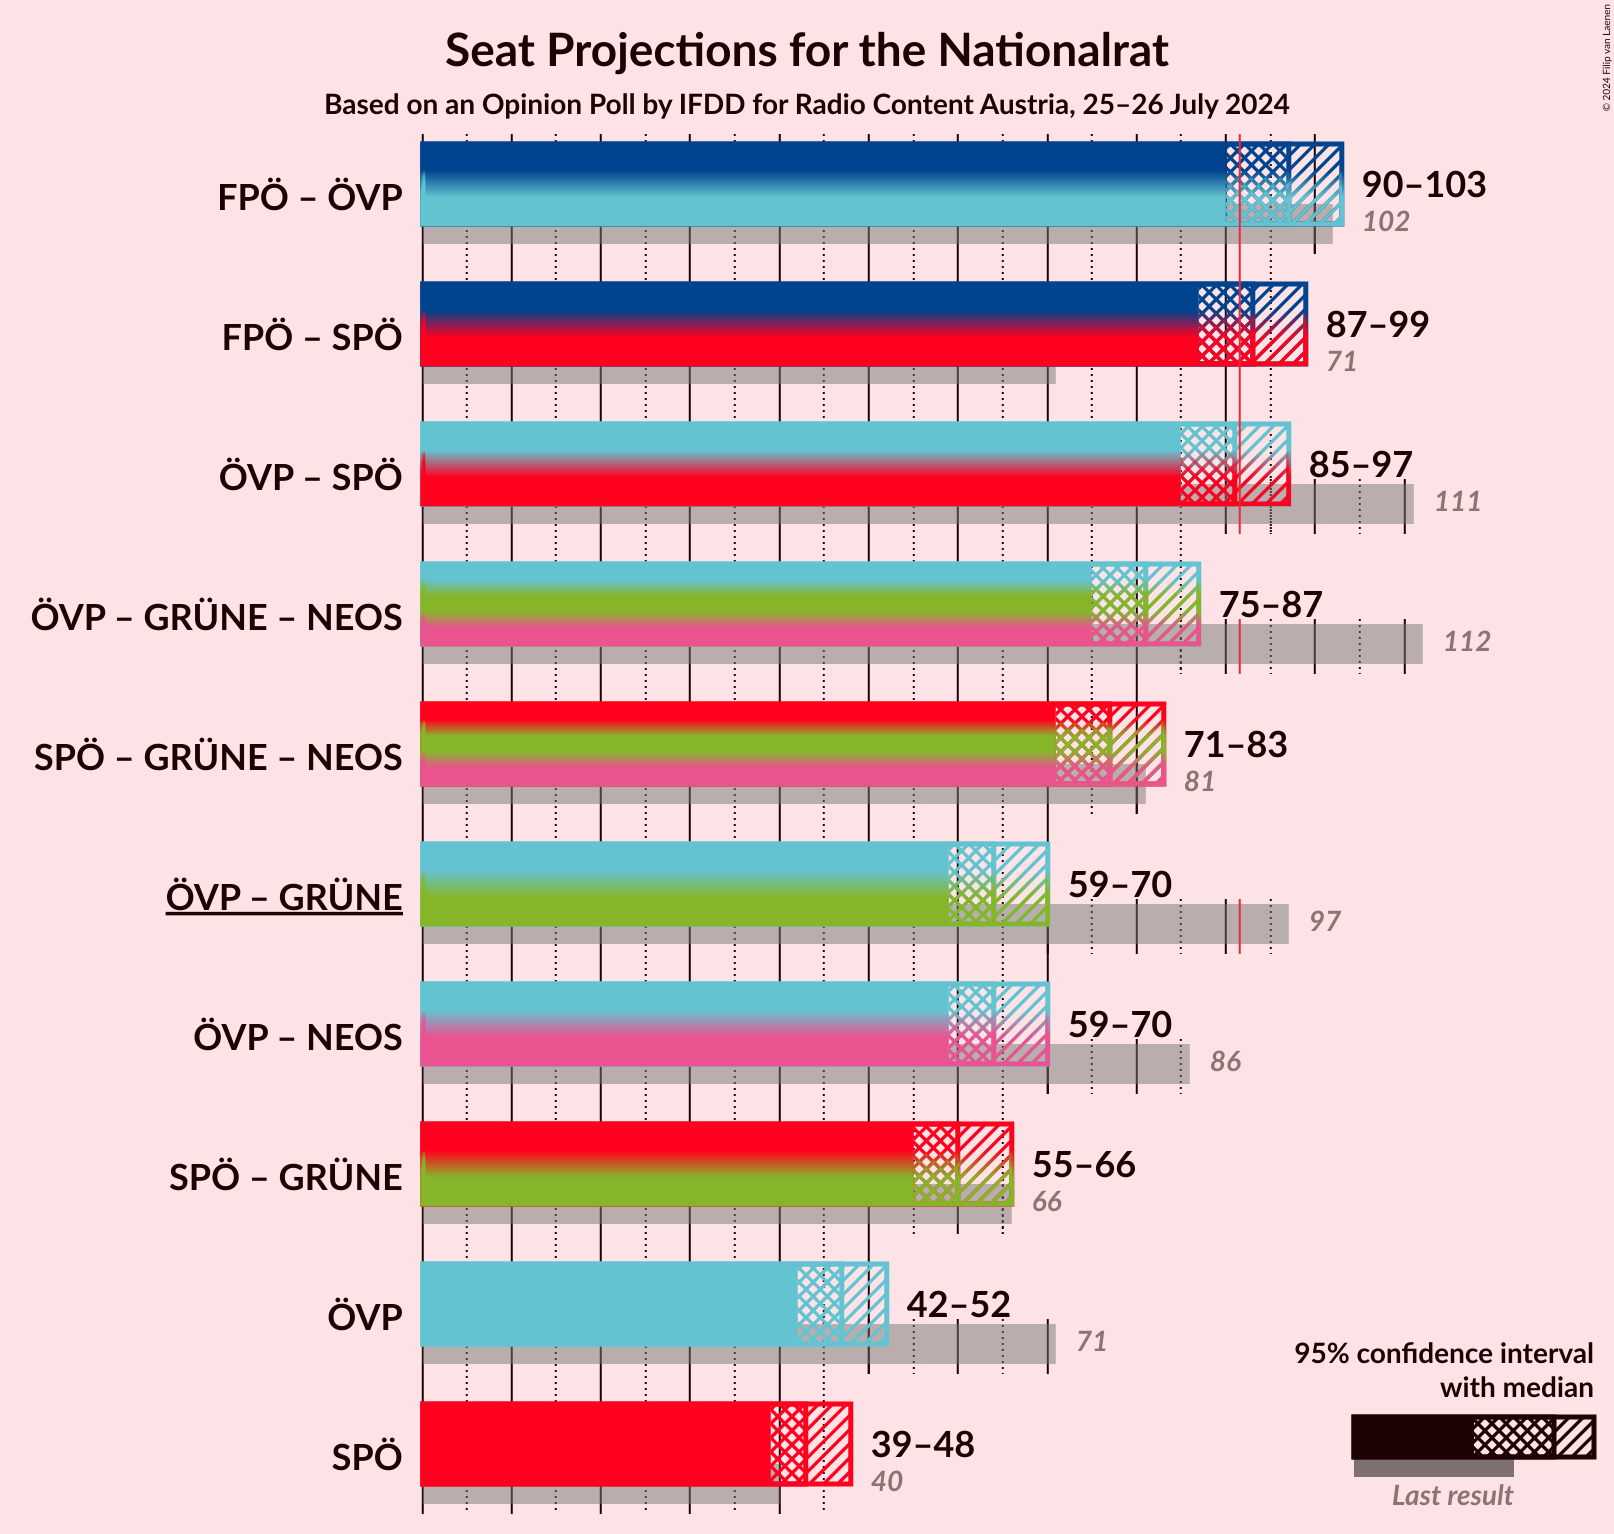 Seat Projections for the Nationalrat
Based on an Opinion Poll by IFDD for Radio Content Austria, 25–26 July 2024
© 2024 Filip van Laenen
FPÖ – ÖVP
90–103
102
FPÖ – SPÖ
87–99
71
ÖVP – SPÖ
85–97
111
ÖVP – GRÜNE – NEOS
75–87
112
SPÖ – GRÜNE – NEOS
71–83
81
ÖVP – GRÜNE
59–70
97
ÖVP – NEOS
59–70
86
SPÖ – GRÜNE
55–66
66
ÖVP
42–52
71
SPÖ
39–48
40
95% confidence interval
with median
Last result